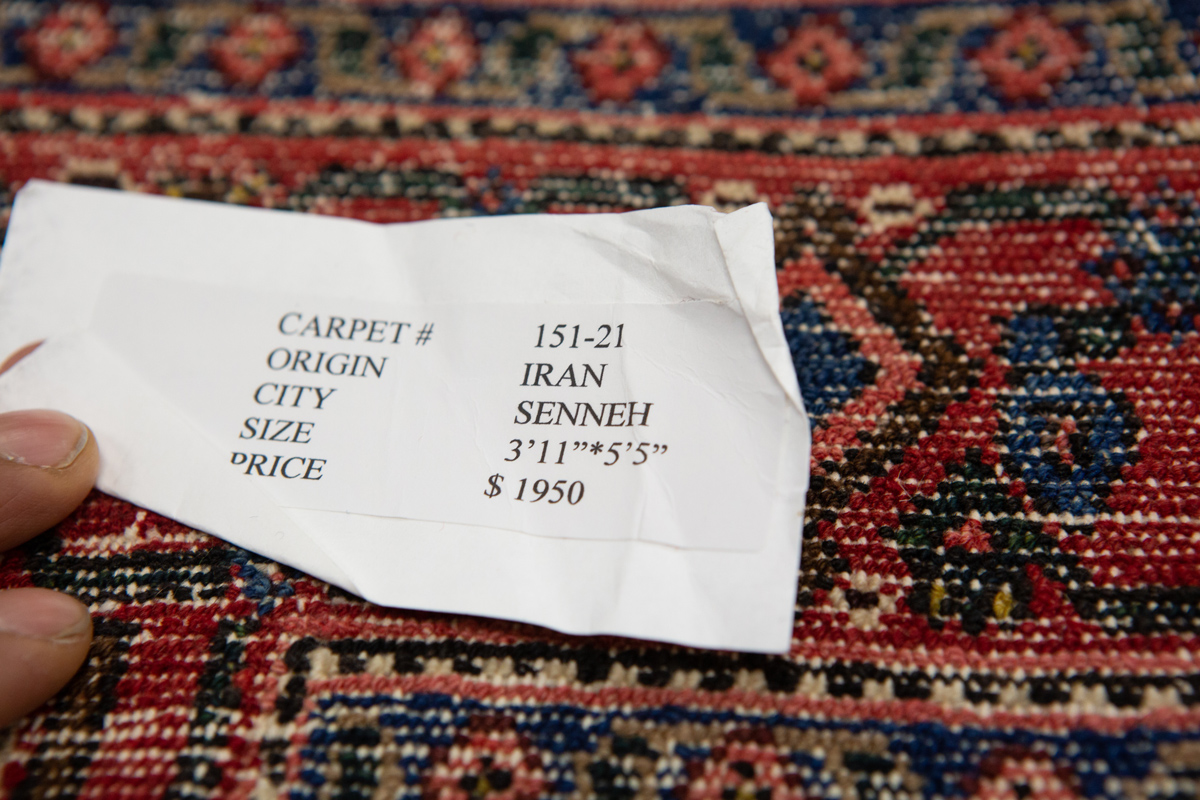 CARPET # 151-21
ORIGIN IRAN
CITY SENNEH
SIZE 3’11”*5’5”
PRICE $ 1950